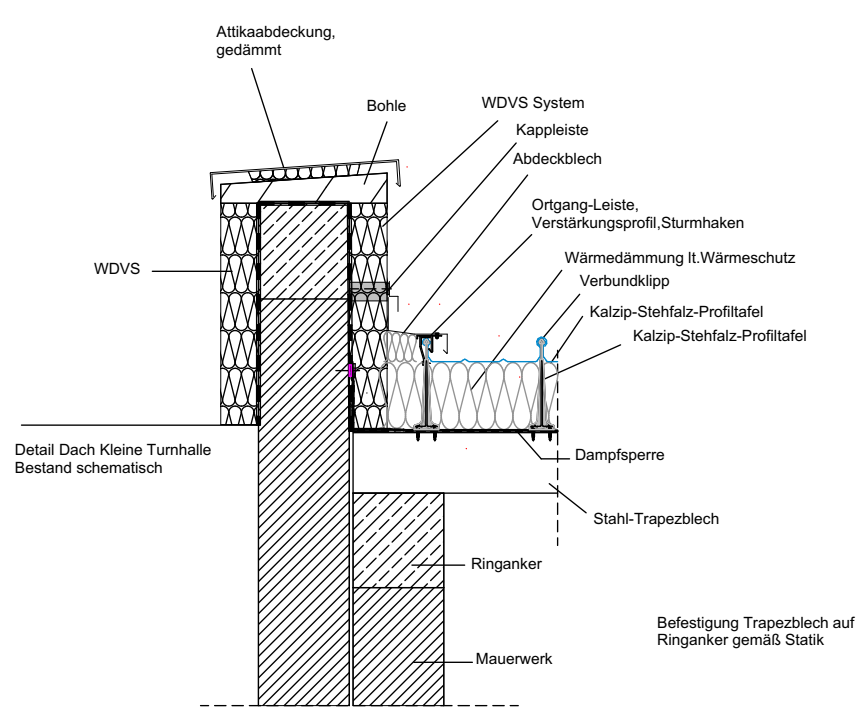 Attikaabdeckung,
gedämmt
Bohle
WDVS System
Kappleiste
Abdeckblech
Ortgang-Leiste,
Verstärkungsprofil,Sturmhaken
Wärmedämmung lt.Wärmeschutz
Verbundklipp
Kalzip-Stehfalz-Profiltafel
Kalzip-Stehfalz-Profiltafel
WDVS
Detail Dach Kleine Turnhalle
Bestand schematisch
Dampfsperre
Stahl-Trapezblech
Ringanker
Befestigung Trapezblech auf
Ringanker gemäß Statik
Mauerwerk